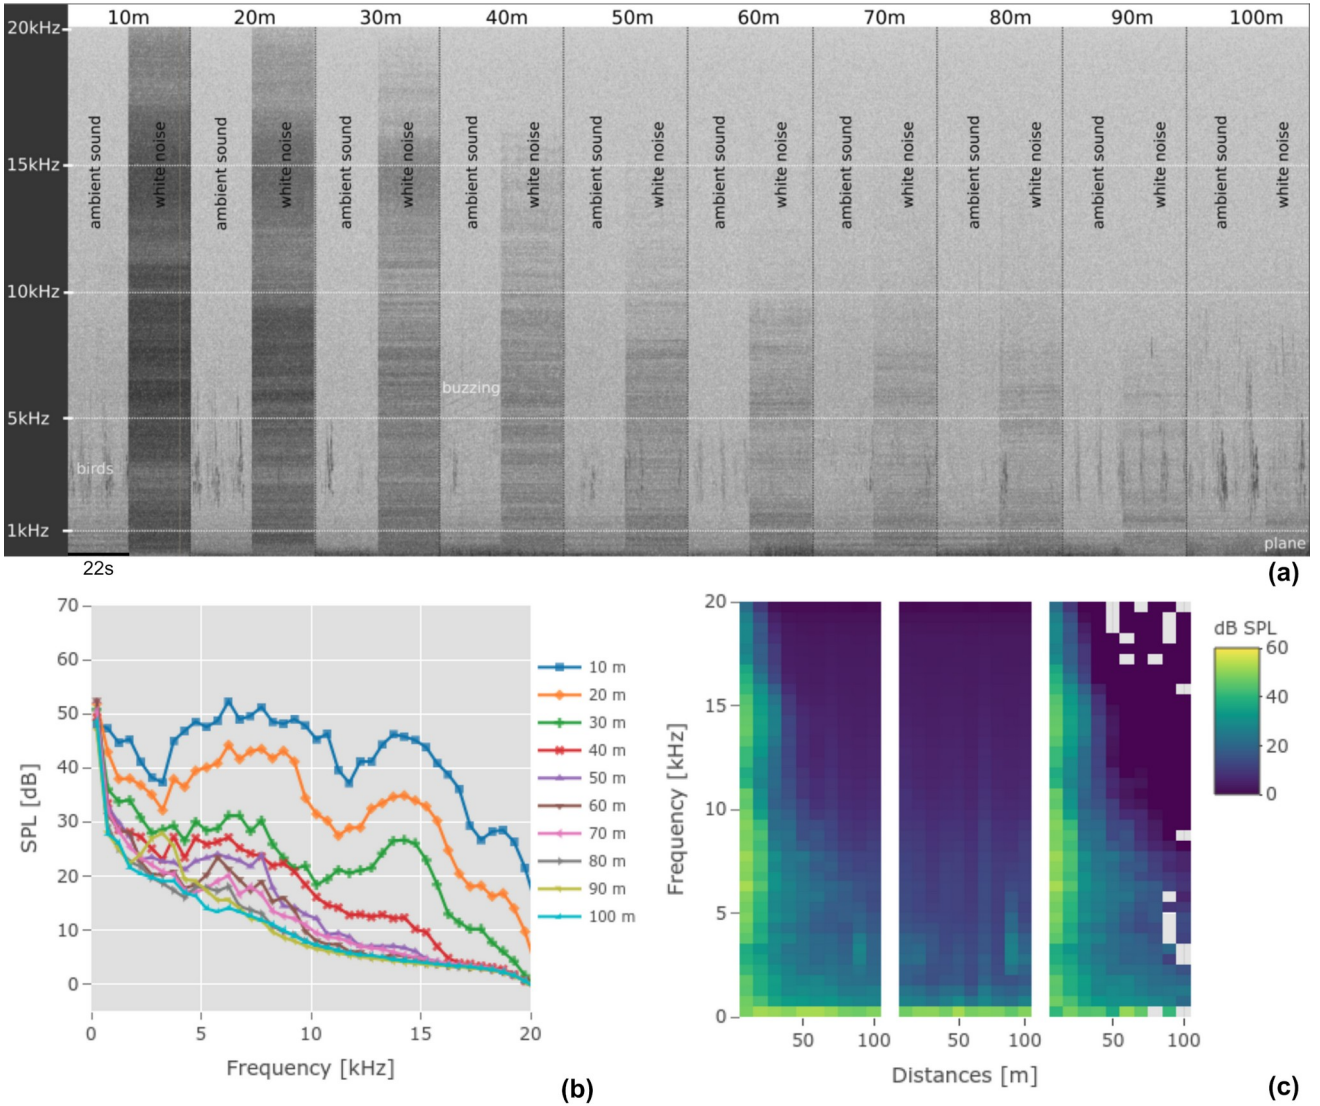 10m 20m 30m 40m 50m 60m 70m 80m 90m 100m
20kHz
ambient sound white noise ambient sound white noise ambient sound white noise ambient sound white noise ambient sound white noise ambient sound white noise ambient sound white noise ambient sound white noise ambient sound white noise ambient sound white noise
15kHz
10kHz
buzzing
5kHz
birds
1kHz
plane
22s
(a)
70
60
50
40
30
20
10
0
SPL [dB]
0 5 10 15 20
Frequency [kHz]
10 m
20 m
30 m
40 m
50 m
60 m
70 m
80 m
90 m
100 m
(b)
20
15
10
5
0
Frequency [kHz]
50 100 50 100 50 100
Distances [m]
dB SPL
60
40
20
0
(c)